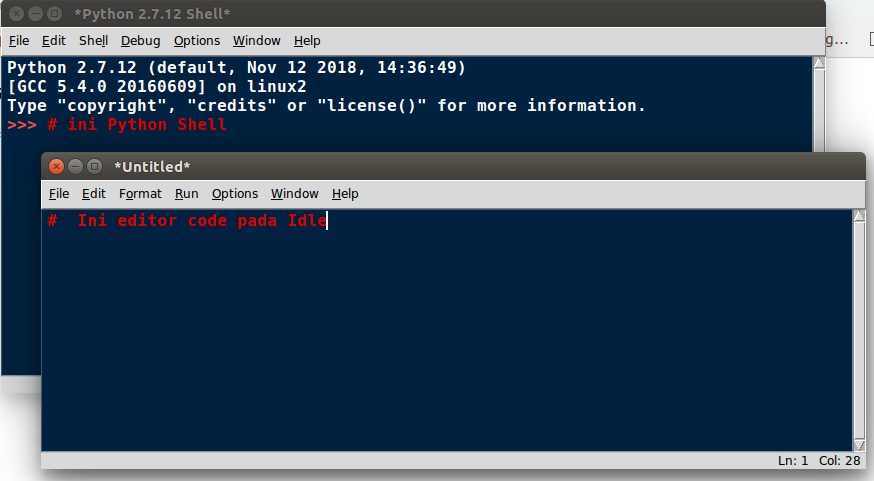 *Python 2.7.12 Shell*
File Edit Shell Debug Options Window Help
g...
Python 2.7.12 (default, Nov 12 2018, 14:36:49)
[GCC 5.4.0 20160609] on linux2
Type "copyright", "credits" or "license()" for more information.
>>> # ini Python Shell
*Untitled*
File Edit Format Run Options Window Help
#  Ini editor code pada Idle
Ln: 1 Col: 28